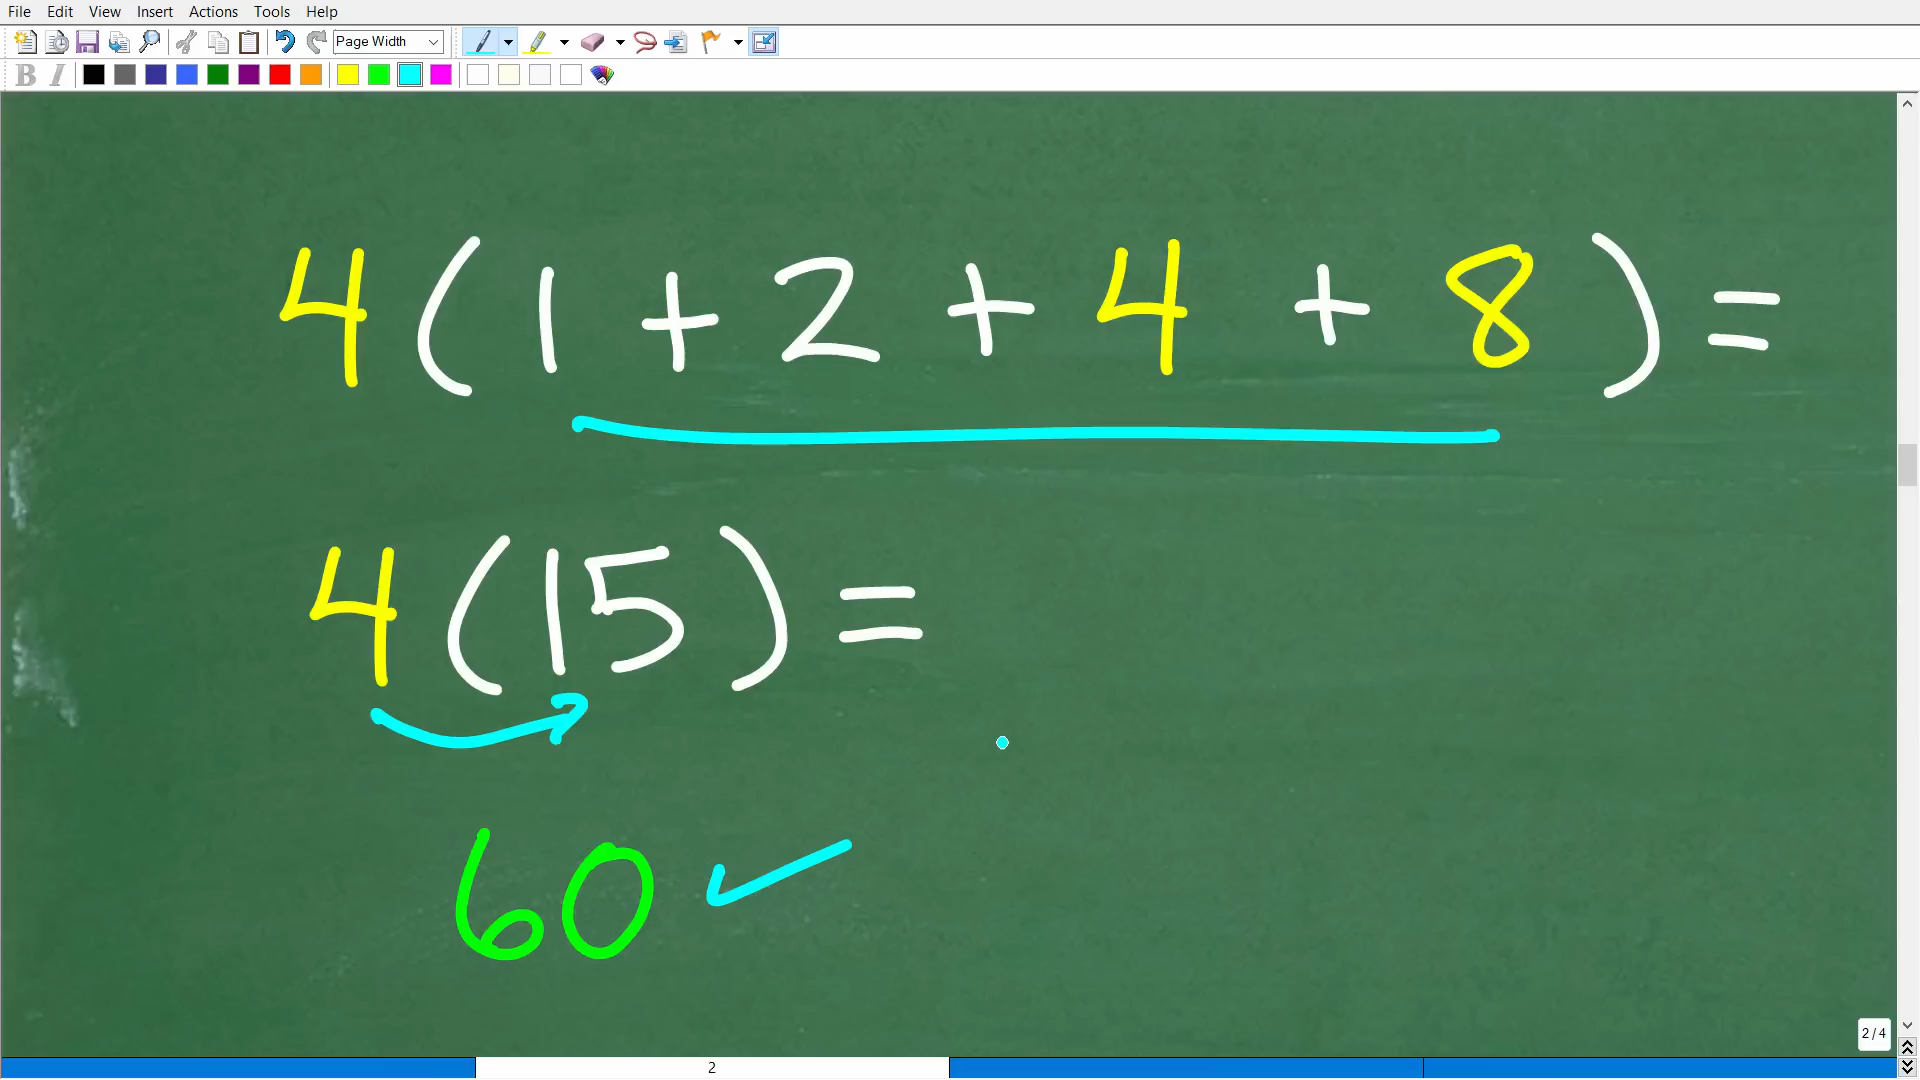 File Edit View Insert Actions Tools Help
Page Width
B I
4(1 + 2 + 4 + 8) =
4(15) =
60
2 / 4
2